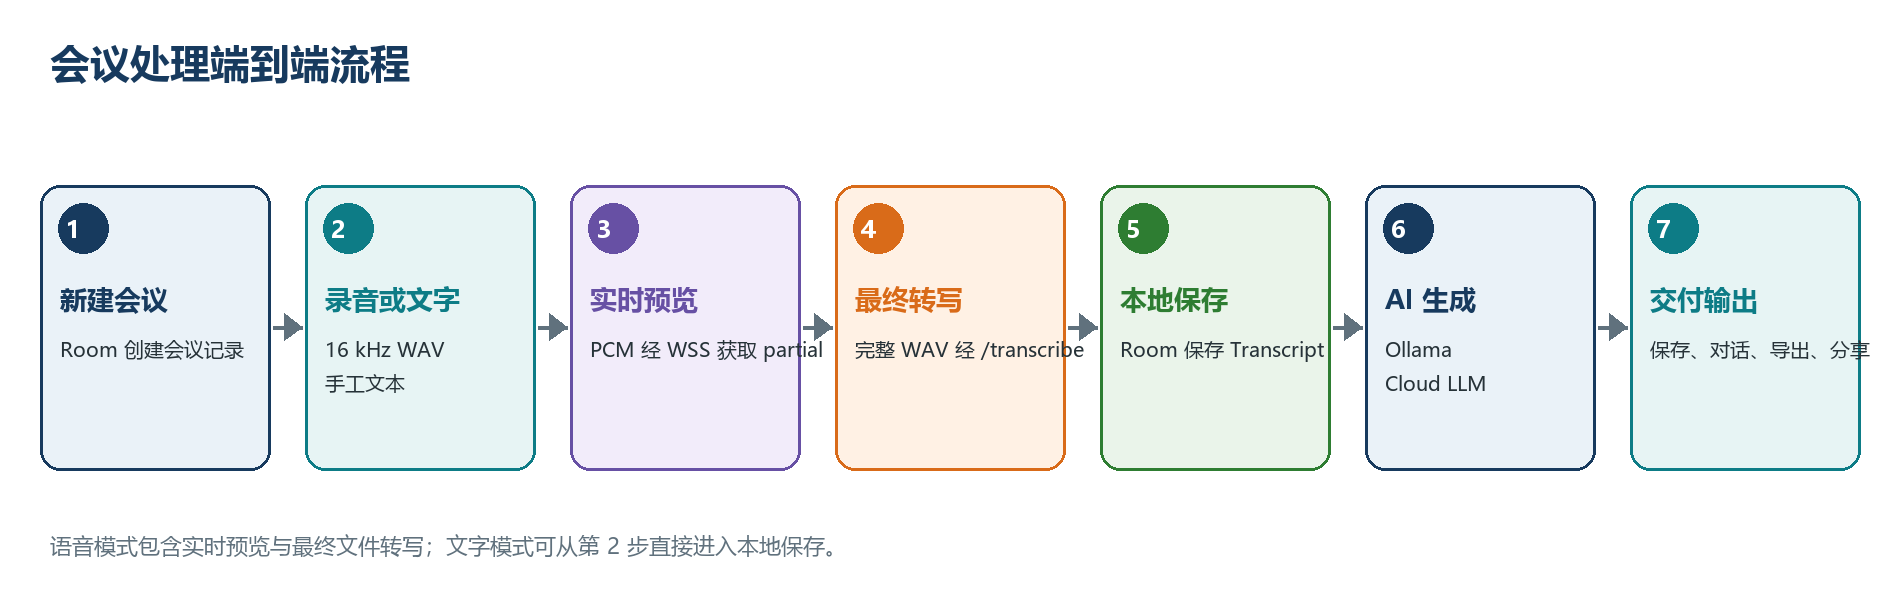 会议处理端到端流程
1
新建会议
Room 创建会议记录
2
录音或文字
16 kHz WAV
手工文本
3
实时预览
PCM 经 WSS 获取 partial
4
最终转写
完整 WAV 经 /transcribe
5
本地保存
Room 保存 Transcript
6
AI 生成
Ollama
Cloud LLM
7
交付输出
保存、对话、导出、分享
语音模式包含实时预览与最终文件转写；文字模式可从第 2 步直接进入本地保存。